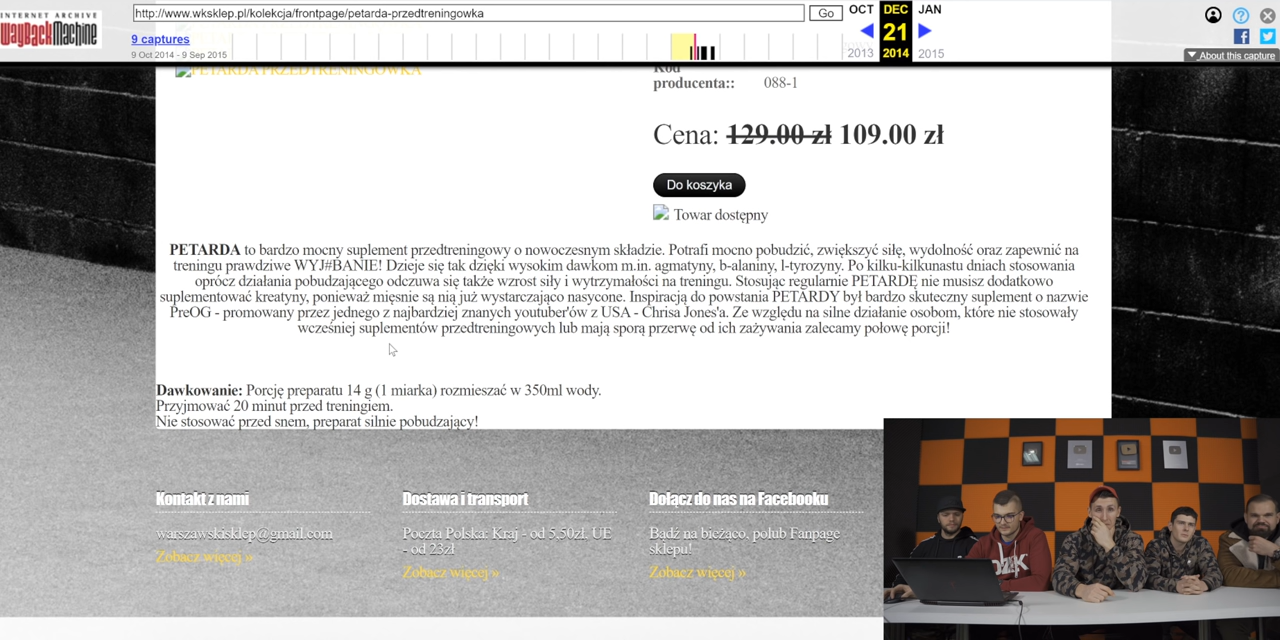 INTERNET ARCHIVE
WayBackMachine
http://www.wksklep.pl/kolekcja/frontpage/petarda-przedtreningowka
Go
OCT DEC JAN
9 captures
21
9 Oct 2014 - 9 Sep 2015
2013 2014 2015
About this capture
PETARDA PRZEDTRENINGÓWKA
Kod
producenta:: 088-1
Cena: 129.00 zł 109.00 zł
Do koszyka
Towar dostępny
PETARDA to bardzo mocny suplement przedtreningowy o nowoczesnym składzie. Potrafi mocno pobudzić, zwiększyć siłę, wydolność oraz zapewnić na
treningu prawdziwe WYJ#BANIE! Dzieje się tak dzięki wysokim dawkom m.in. agmatyny, b-alaniny, l-tyrozyny. Po kilku-kilkunastu dniach stosowania
oprócz działania pobudzającego odczuwa się także wzrost siły i wytrzymałości na treningu. Stosując regularnie PETARDĘ nie musisz dodatkowo
suplementować kreatyny, ponieważ mięsnie są nią już wystarczająco nasycone. Inspiracją do powstania PETARDY był bardzo skuteczny suplement o nazwie
PreOG - promowany przez jednego z najbardziej znanych youtuber'ów z USA - Chrisa Jones'a. Ze względu na silne działanie osobom, które nie stosowały
wcześniej suplementów przedtreningowych lub mają sporą przerwę od ich zażywania zalecamy połowę porcji!
Dawkowanie: Porcję preparatu 14 g (1 miarka) rozmieszać w 350ml wody.
Przyjmować 20 minut przed treningiem.
Nie stosować przed snem, preparat silnie pobudzający!
Kontakt z nami
warszawskisklep@gmail.com
Zobacz więcej »
Dostawa i transport
Poczta Polska: Kraj - od 5,50zl, UE
- od 23zł
Zobacz więcej »
Dołącz do nas na Facebooku
Bądź na bieżąco, polub Fanpage
sklepu!
Zobacz więcej »